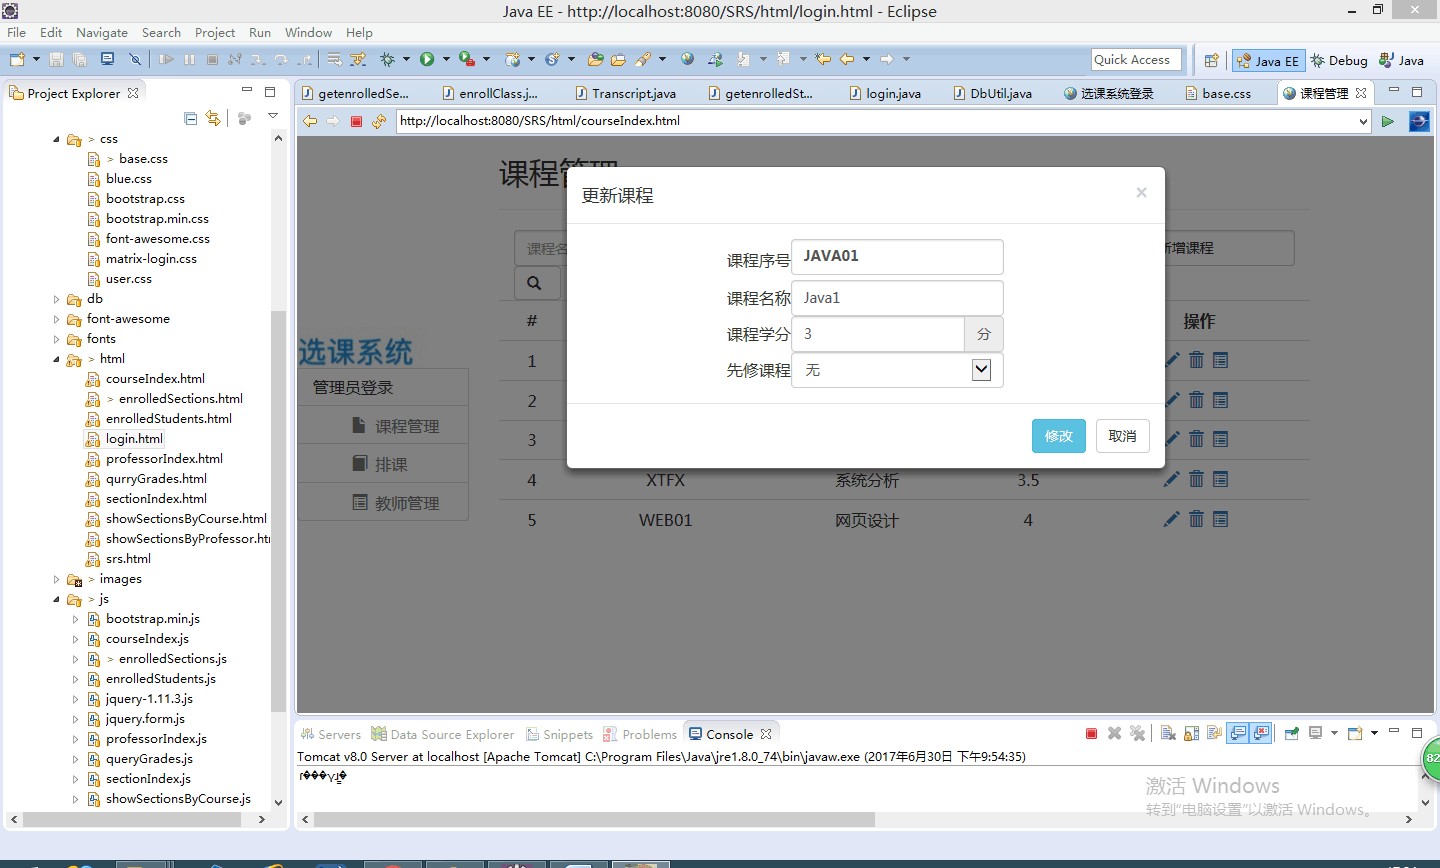 Java EE - http://localhost:8080/SRS/html/login.html - Eclipse
File Edit Navigate Search Project Run Window Help
Quick Access
Java EE
Debug
Java
Project Explorer
getenrolledSe...
enrollClass.j...
Transcript.java
getenrolledSt...
login.java
DbUtil.java
选课系统登录
base.css
课程管理
http://localhost:8080/SRS/html/courseIndex.html
> css
> base.css
blue.css
bootstrap.css
bootstrap.min.css
font-awesome.css
matrix-login.css
user.css
db
font-awesome
fonts
> html
courseIndex.html
> enrolledSections.html
enrolledStudents.html
login.html
professorIndex.html
qurryGrades.html
sectionIndex.html
showSectionsByCourse.html
showSectionsByProfessor.htm
srs.html
> images
> js
bootstrap.min.js
courseIndex.js
> enrolledSections.js
enrolledStudents.js
jquery-1.11.3.js
jquery.form.js
professorIndex.js
queryGrades.js
sectionIndex.js
showSectionsByCourse.js
选课系统
管理员登录
课程管理
排课
教师管理
课程管理
课程名
新增课程
# 操作
1
2
3
4 XTFX 系统分析 3.5
5 WEB01 网页设计 4
更新课程 ×
课程序号 JAVA01
课程名称 Java1
课程学分 3 分
先修课程 无
修改 取消
Servers
Data Source Explorer
Snippets
Problems
Console
Tomcat v8.0 Server at localhost [Apache Tomcat] C:\Program Files\Java\jre1.8.0_74\bin\javaw.exe (2017年6月30日 下午9:54:35)
激活 Windows
转到"电脑设置"以激活 Windows。
82